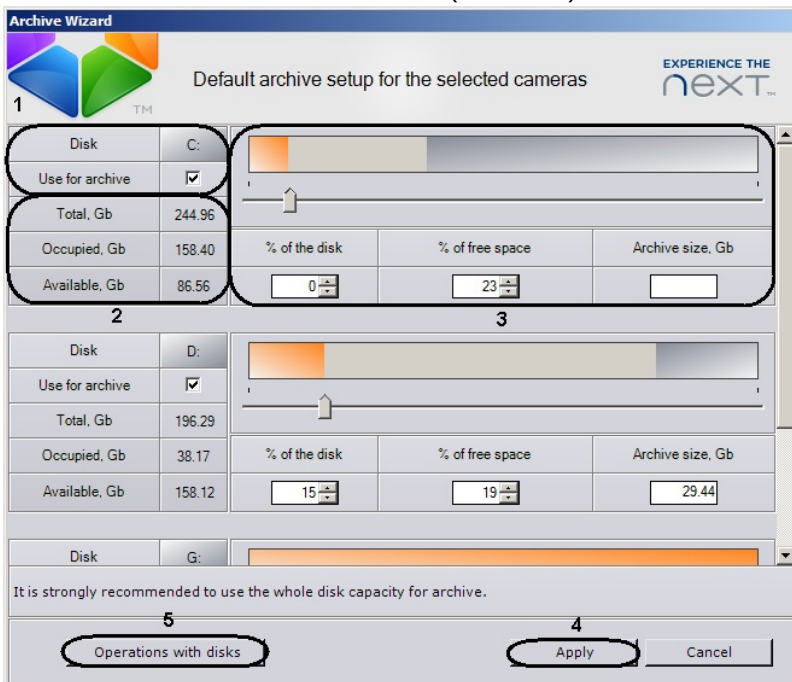 Archive Wizard
1
TM
Default archive setup for the selected cameras
EXPERIENCE THE
next TM
Disk C:
Use for archive
Total, Gb 244.96
Occupied, Gb 158.40
Available, Gb 86.56
% of the disk % of free space Archive size, Gb
0 23
2
3
Disk D:
Use for archive
Total, Gb 196.29
Occupied, Gb 38.17
Available, Gb 158.12
% of the disk % of free space Archive size, Gb
15 19 29.44
Disk G:
It is strongly recommended to use the whole disk capacity for archive.
5
4
Operations with disks Apply Cancel